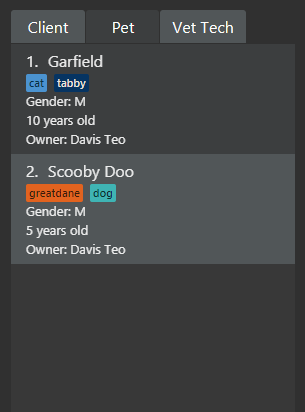 Client Pet Vet Tech
1. Garfield
cat tabby
Gender: M
10 years old
Owner: Davis Teo
2. Scooby Doo
greatdane dog
Gender: M
5 years old
Owner: Davis Teo